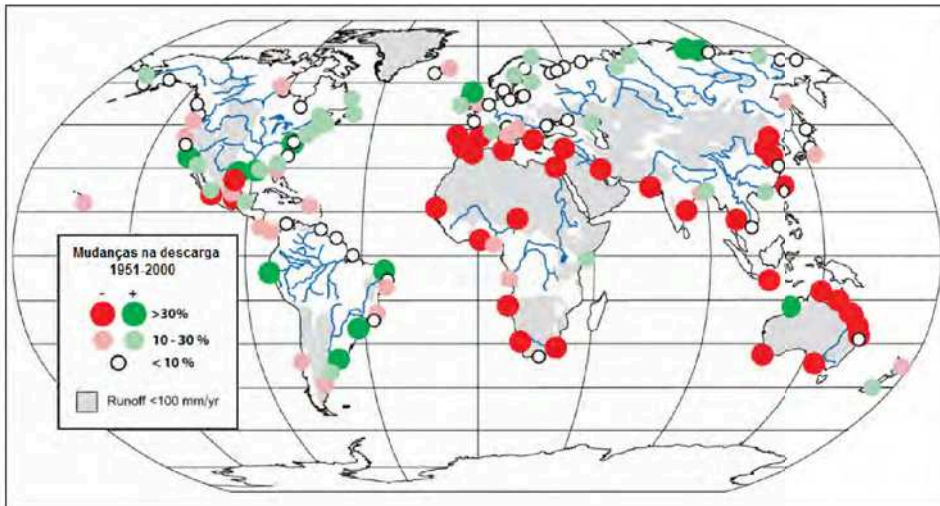 Mudanças na descarga
1951-2000
- +
>30%
10 - 30 %
< 10 %
Runoff <100 mm/yr